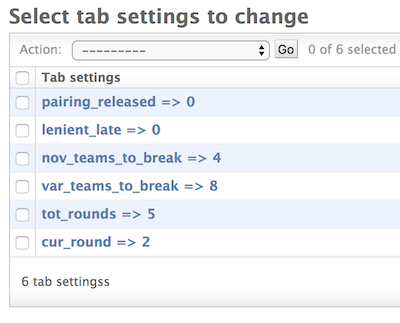 Select tab settings to change
Action: --------- Go 0 of 6 selected
Tab settings
pairing_released => 0
lenient_late => 0
nov_teams_to_break => 4
var_teams_to_break => 8
tot_rounds => 5
cur_round => 2
6 tab settingss